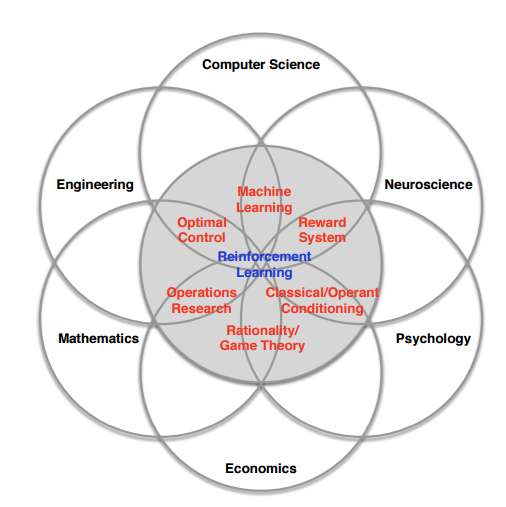 Computer Science
Engineering
Neuroscience
Machine
Learning
Optimal
Control
Reward
System
Reinforcement
Learning
Operations
Research
Classical/Operant
Conditioning
Rationality/
Game Theory
Mathematics
Psychology
Economics